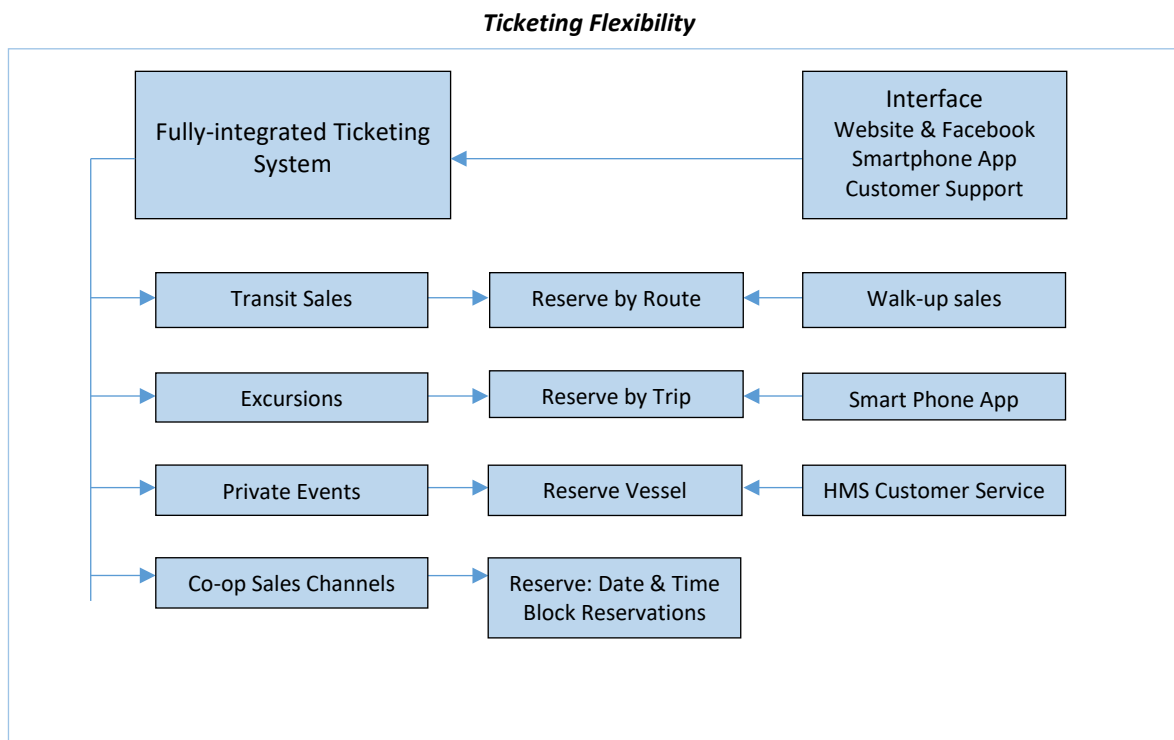 Ticketing Flexibility
Fully-integrated Ticketing
System
Interface
Website & Facebook
Smartphone App
Customer Support
Transit Sales
Reserve by Route
Walk-up sales
Excursions
Reserve by Trip
Smart Phone App
Private Events
Reserve Vessel
HMS Customer Service
Co-op Sales Channels
Reserve: Date & Time
Block Reservations